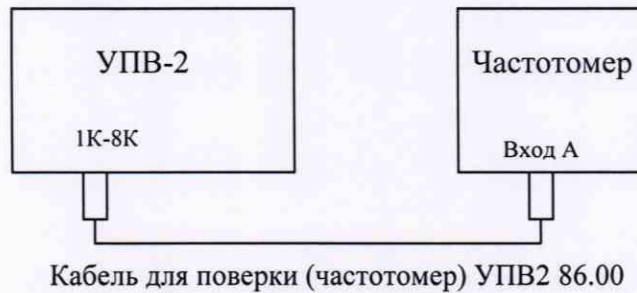 УПВ-2
Частотомер
1К-8К
Вход А
Кабель для поверки (частотомер) УПВ2 86.00